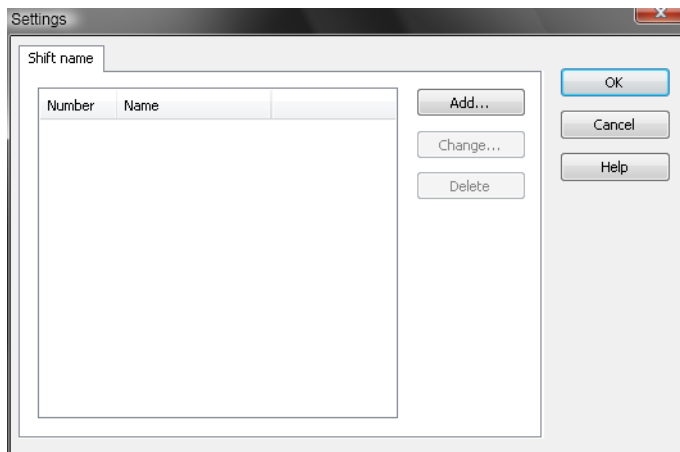 Settings
Shift name
Number Name
Add...
Change...
Delete
OK
Cancel
Help